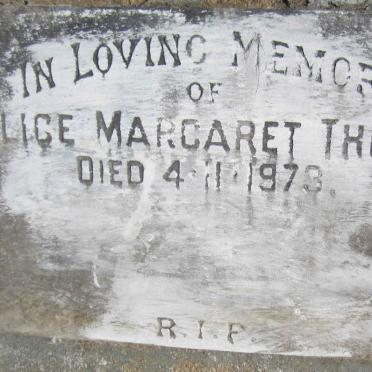 IN LOVING MEMOR
OF
LICE MARGARET TH
DIED 4.11.1973.
R.I.P.